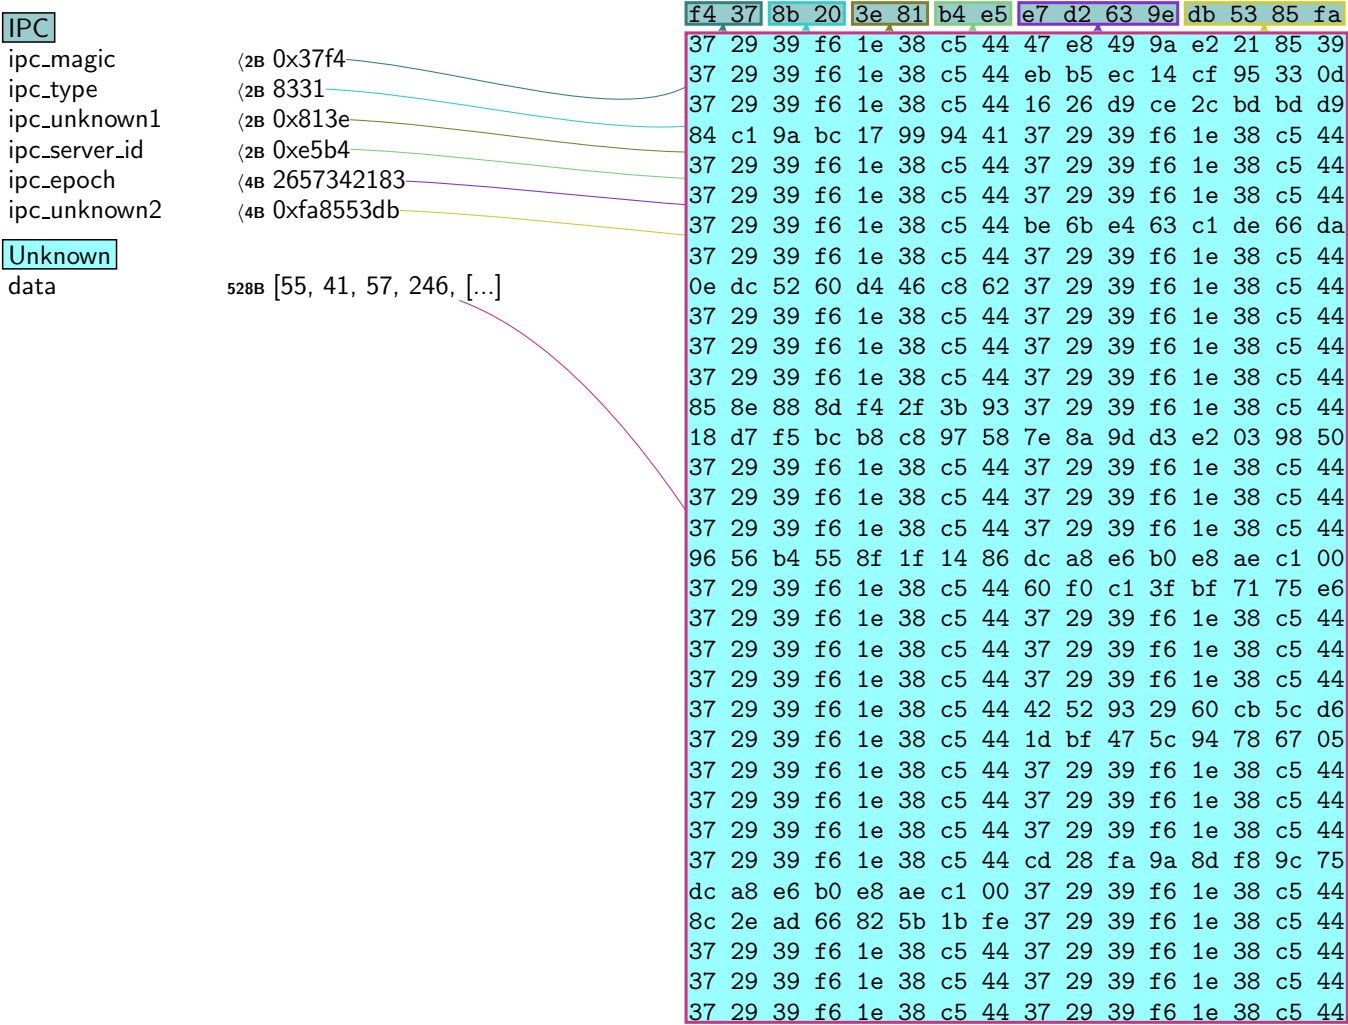 IPC
ipc_magic ⟨2B 0x37f4
ipc_type ⟨2B 8331
ipc_unknown1 ⟨2B 0x813e
ipc_server_id ⟨2B 0xe5b4
ipc_epoch ⟨4B 2657342183
ipc_unknown2 ⟨4B 0xfa8553db
Unknown
data 528B [55, 41, 57, 246, [...]
f4 37 8b 20 3e 81 b4 e5 e7 d2 63 9e db 53 85 fa
37 29 39 f6 1e 38 c5 44 47 e8 49 9a e2 21 85 39
37 29 39 f6 1e 38 c5 44 eb b5 ec 14 cf 95 33 0d
37 29 39 f6 1e 38 c5 44 16 26 d9 ce 2c bd bd d9
84 c1 9a bc 17 99 94 41 37 29 39 f6 1e 38 c5 44
37 29 39 f6 1e 38 c5 44 37 29 39 f6 1e 38 c5 44
37 29 39 f6 1e 38 c5 44 37 29 39 f6 1e 38 c5 44
37 29 39 f6 1e 38 c5 44 be 6b e4 63 c1 de 66 da
37 29 39 f6 1e 38 c5 44 37 29 39 f6 1e 38 c5 44
0e dc 52 60 d4 46 c8 62 37 29 39 f6 1e 38 c5 44
37 29 39 f6 1e 38 c5 44 37 29 39 f6 1e 38 c5 44
37 29 39 f6 1e 38 c5 44 37 29 39 f6 1e 38 c5 44
37 29 39 f6 1e 38 c5 44 37 29 39 f6 1e 38 c5 44
85 8e 88 8d f4 2f 3b 93 37 29 39 f6 1e 38 c5 44
18 d7 f5 bc b8 c8 97 58 7e 8a 9d d3 e2 03 98 50
37 29 39 f6 1e 38 c5 44 37 29 39 f6 1e 38 c5 44
37 29 39 f6 1e 38 c5 44 37 29 39 f6 1e 38 c5 44
37 29 39 f6 1e 38 c5 44 37 29 39 f6 1e 38 c5 44
96 56 b4 55 8f 1f 14 86 dc a8 e6 b0 e8 ae c1 00
37 29 39 f6 1e 38 c5 44 60 f0 c1 3f bf 71 75 e6
37 29 39 f6 1e 38 c5 44 37 29 39 f6 1e 38 c5 44
37 29 39 f6 1e 38 c5 44 37 29 39 f6 1e 38 c5 44
37 29 39 f6 1e 38 c5 44 37 29 39 f6 1e 38 c5 44
37 29 39 f6 1e 38 c5 44 42 52 93 29 60 cb 5c d6
37 29 39 f6 1e 38 c5 44 1d bf 47 5c 94 78 67 05
37 29 39 f6 1e 38 c5 44 37 29 39 f6 1e 38 c5 44
37 29 39 f6 1e 38 c5 44 37 29 39 f6 1e 38 c5 44
37 29 39 f6 1e 38 c5 44 37 29 39 f6 1e 38 c5 44
37 29 39 f6 1e 38 c5 44 cd 28 fa 9a 8d f8 9c 75
dc a8 e6 b0 e8 ae c1 00 37 29 39 f6 1e 38 c5 44
8c 2e ad 66 82 5b 1b fe 37 29 39 f6 1e 38 c5 44
37 29 39 f6 1e 38 c5 44 37 29 39 f6 1e 38 c5 44
37 29 39 f6 1e 38 c5 44 37 29 39 f6 1e 38 c5 44
37 29 39 f6 1e 38 c5 44 37 29 39 f6 1e 38 c5 44